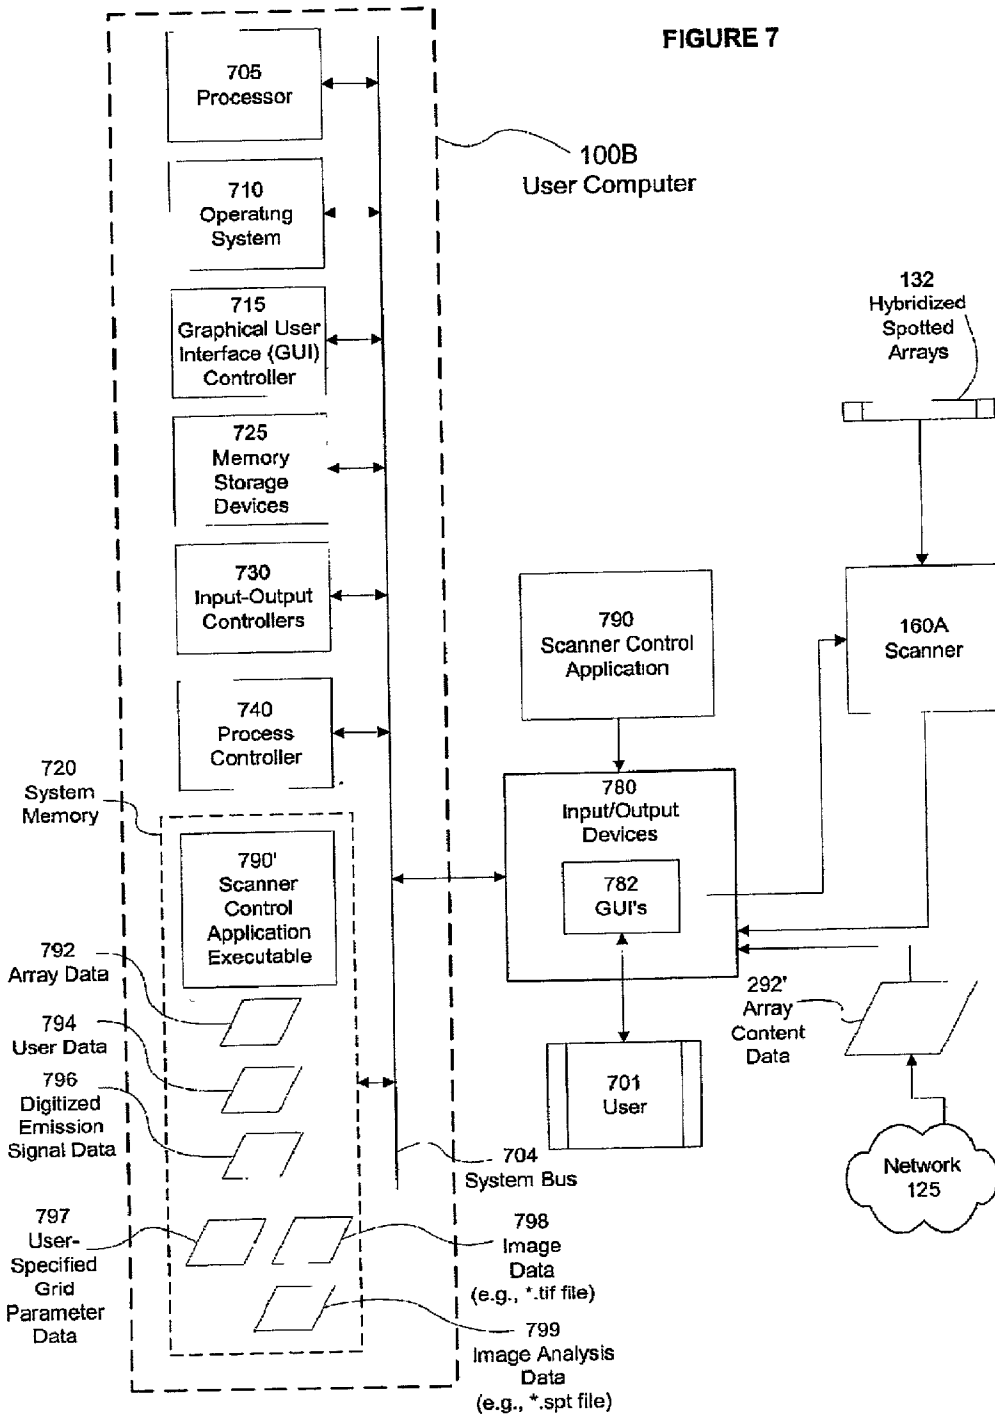 FIGURE 7
705
Processor
100B
User Computer
710
Operating
System
715
Graphical User
Interface (GUI)
Controller
132
Hybridized
Spotted
Arrays
725
Memory
Storage
Devices
730
Input-Output
Controllers
790
Scanner Control
Application
160A
Scanner
740
Process
Controller
720
System
Memory
780
Input/Output
Devices
782
GUI's
790'
Scanner
Control
Application
Executable
792
Array Data
794
User Data
796
Digitized
Emission
Signal Data
292'
Array
Content
Data
701
User
704
System Bus
Network
125
797
User-
Specified
Grid
Parameter
Data
798
Image
Data
(e.g., *.tif file)
799
Image Analysis
Data
(e.g., *.spt file)